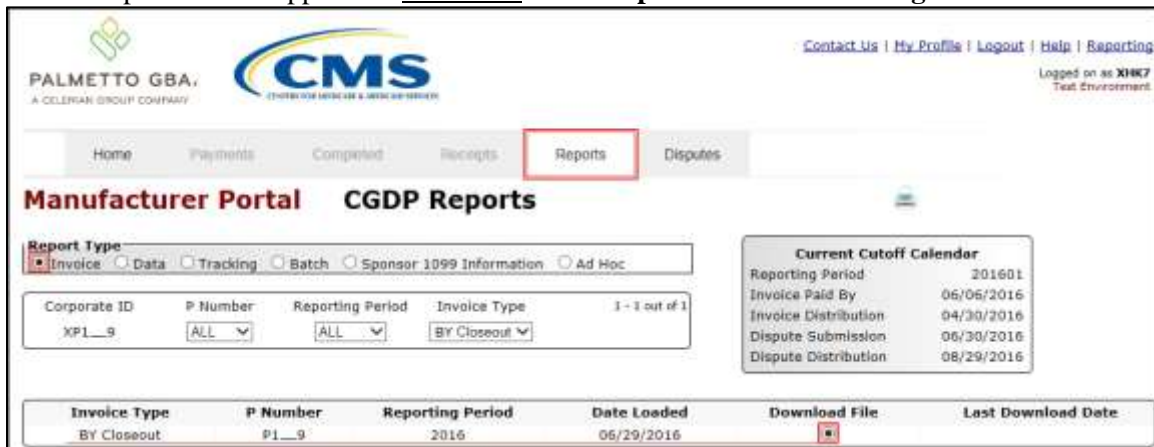 PALMETTO GBA.
A CELERIAN GROUP COMPANY
CMS
CENTERS FOR MEDICARE & MEDICAID SERVICES
Contact Us | My Profile | Logout | Help | Reporting
Logged on as XHK7
Test Environment
Home Payments Completed Receipts Reports Disputes
Manufacturer Portal CGDP Reports
Report Type
Invoice Data Tracking Batch Sponsor 1099 Information Ad Hoc
Corporate ID P Number Reporting Period Invoice Type 1 - 1 out of 1
XP1__9 ALL ALL BY Closeout
Current Cutoff Calendar
Reporting Period 201601
Invoice Paid By 06/06/2016
Invoice Distribution 04/30/2016
Dispute Submission 06/30/2016
Dispute Distribution 08/29/2016
Invoice Type P Number Reporting Period Date Loaded Download File Last Download Date
BY Closeout P1__9 2016 06/29/2016